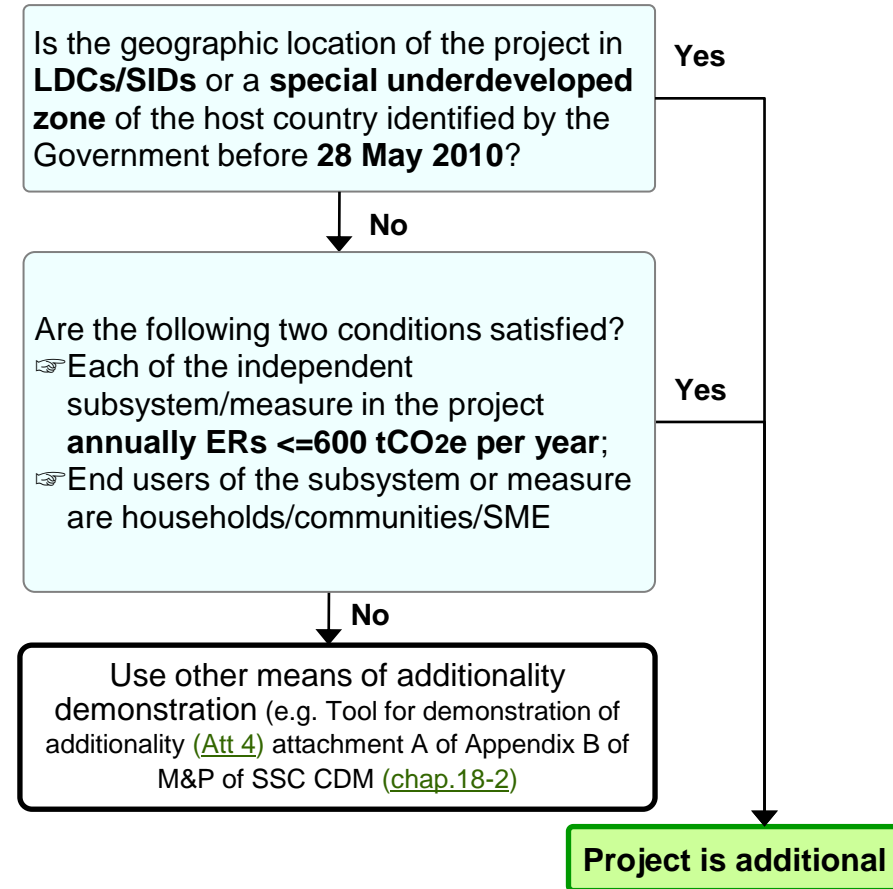 Is the geographic location of the project in
LDCs/SIDs or a special underdeveloped
zone of the host country identified by the
Government before 28 May 2010?
Yes
No
Are the following two conditions satisfied?
☞Each of the independent
subsystem/measure in the project
annually ERs <=600 tCO2e per year;
☞End users of the subsystem or measure
are households/communities/SME
Yes
No
Use other means of additionality
demonstration (e.g. Tool for demonstration of
additionality (Att 4) attachment A of Appendix B of
M&P of SSC CDM (chap.18-2)
Project is additional